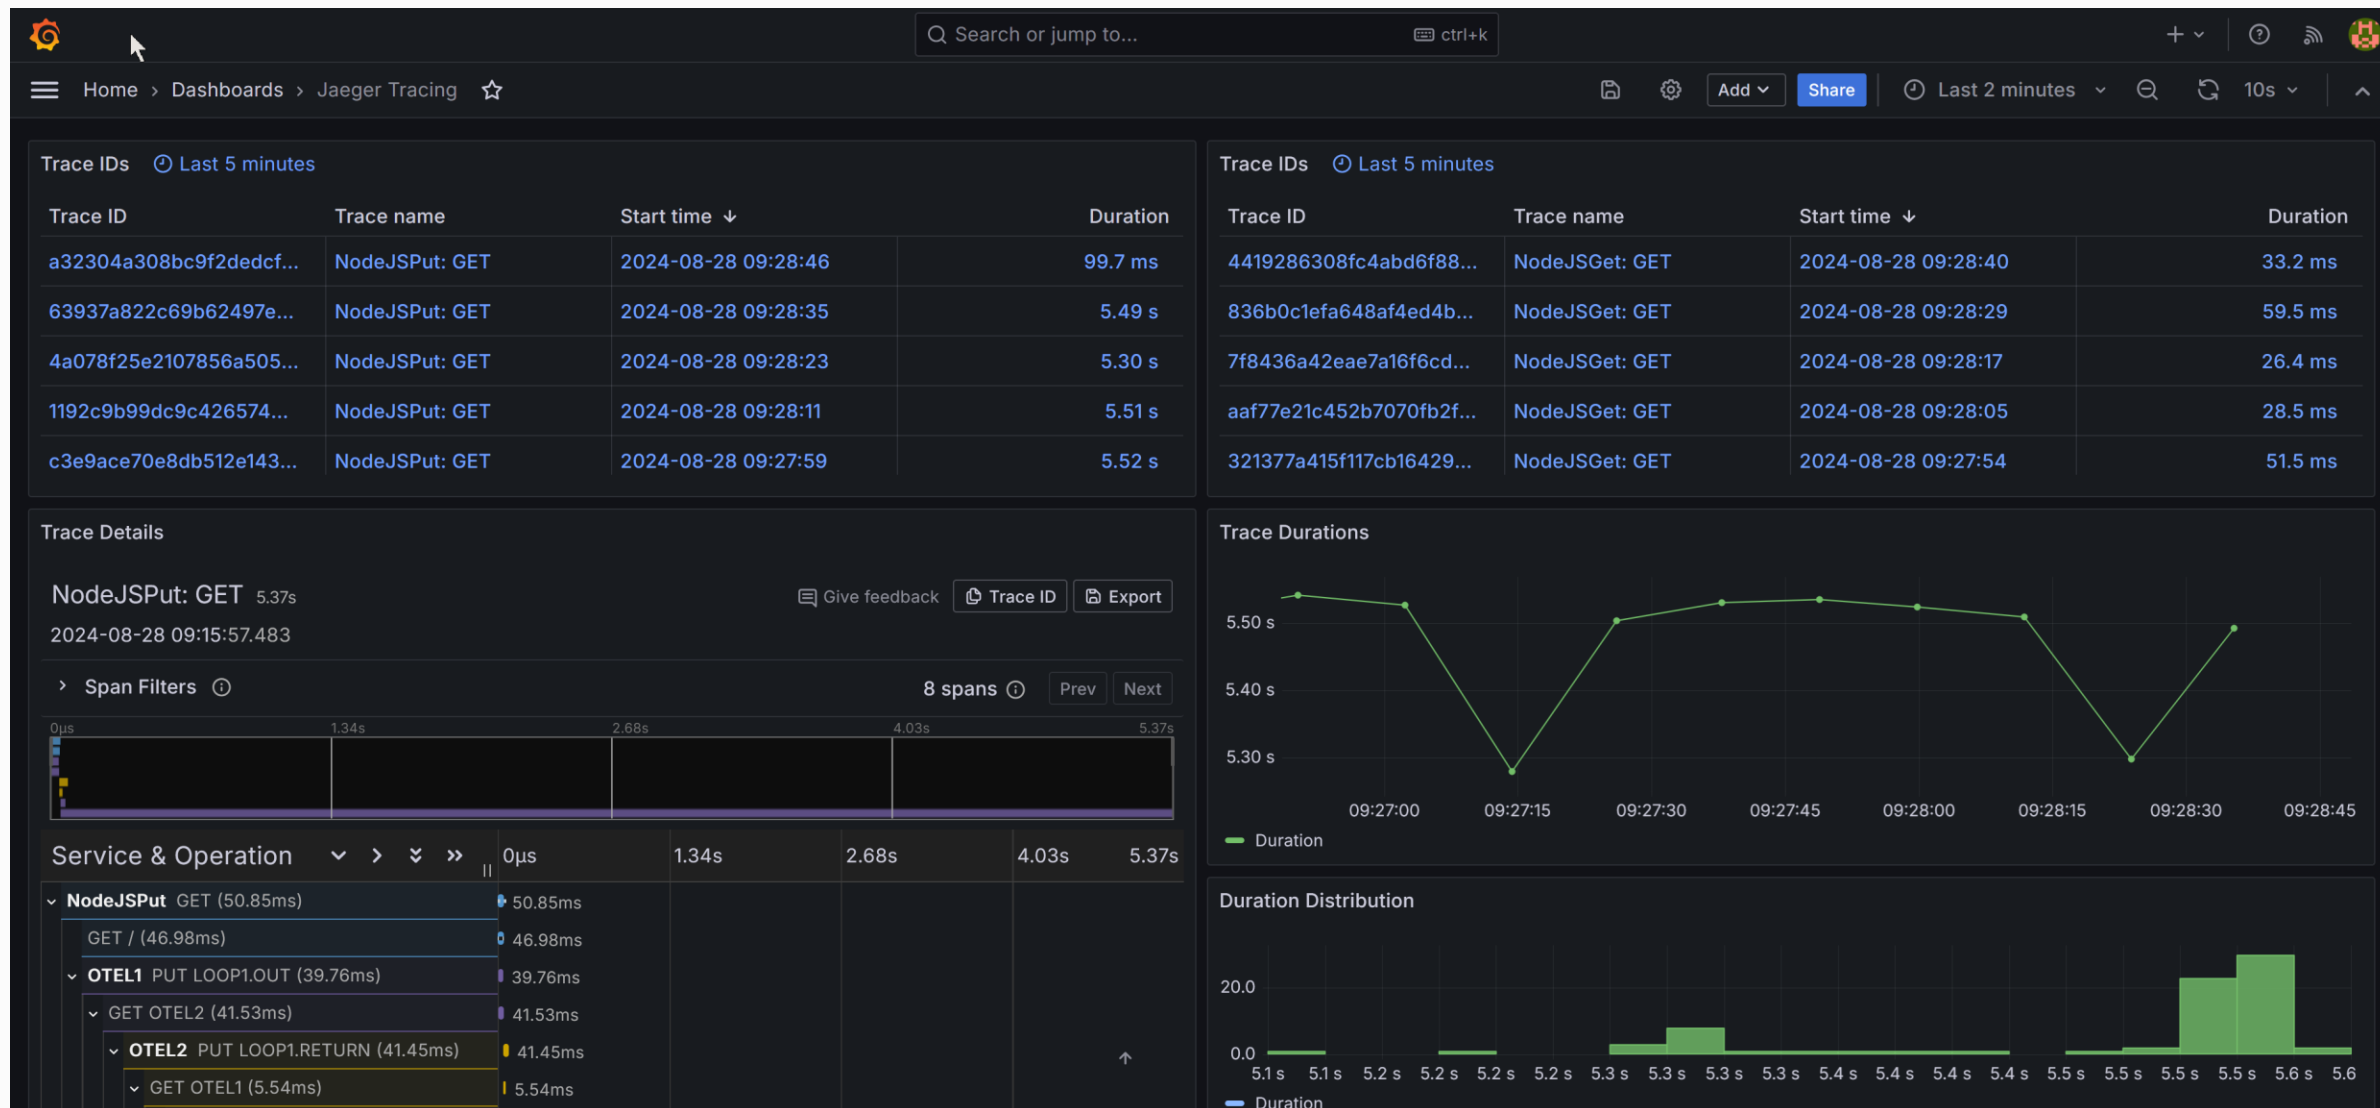 Search or jump to... ctrl+k
Home › Dashboards › Jaeger Tracing
Add Share Last 2 minutes 10s
Trace IDs Last 5 minutes
Trace ID Trace name Start time Duration
a32304a308bc9f2dedcf... NodeJSPut: GET 2024-08-28 09:28:46 99.7 ms
63937a822c69b62497e... NodeJSPut: GET 2024-08-28 09:28:35 5.49 s
4a078f25e2107856a505... NodeJSPut: GET 2024-08-28 09:28:23 5.30 s
1192c9b99dc9c426574... NodeJSPut: GET 2024-08-28 09:28:11 5.51 s
c3e9ace70e8db512e143... NodeJSPut: GET 2024-08-28 09:27:59 5.52 s
Trace IDs Last 5 minutes
Trace ID Trace name Start time Duration
4419286308fc4abd6f88... NodeJSGet: GET 2024-08-28 09:28:40 33.2 ms
836b0c1efa648af4ed4b... NodeJSGet: GET 2024-08-28 09:28:29 59.5 ms
7f8436a42eae7a16f6cd... NodeJSGet: GET 2024-08-28 09:28:17 26.4 ms
aaf77e21c452b7070fb2f... NodeJSGet: GET 2024-08-28 09:28:05 28.5 ms
321377a415f117cb16429... NodeJSGet: GET 2024-08-28 09:27:54 51.5 ms
Trace Details
NodeJSPut: GET 5.37s
Give feedback Trace ID Export
2024-08-28 09:15:57.483
Span Filters 8 spans Prev Next
0μs 1.34s 2.68s 4.03s 5.37s
Service & Operation 0μs 1.34s 2.68s 4.03s 5.37s
NodeJSPut GET (50.85ms) 50.85ms
GET / (46.98ms) 46.98ms
OTEL1 PUT LOOP1.OUT (39.76ms) 39.76ms
GET OTEL2 (41.53ms) 41.53ms
OTEL2 PUT LOOP1.RETURN (41.45ms) 41.45ms
GET OTEL1 (5.54ms) 5.54ms
Trace Durations
5.50 s
5.40 s
5.30 s
09:27:00 09:27:15 09:27:30 09:27:45 09:28:00 09:28:15 09:28:30 09:28:45
Duration
Duration Distribution
20.0
0.0
5.1 s 5.1 s 5.2 s 5.2 s 5.2 s 5.2 s 5.3 s 5.3 s 5.3 s 5.3 s 5.4 s 5.4 s 5.4 s 5.4 s 5.5 s 5.5 s 5.5 s 5.5 s 5.6 s 5.6
Duration